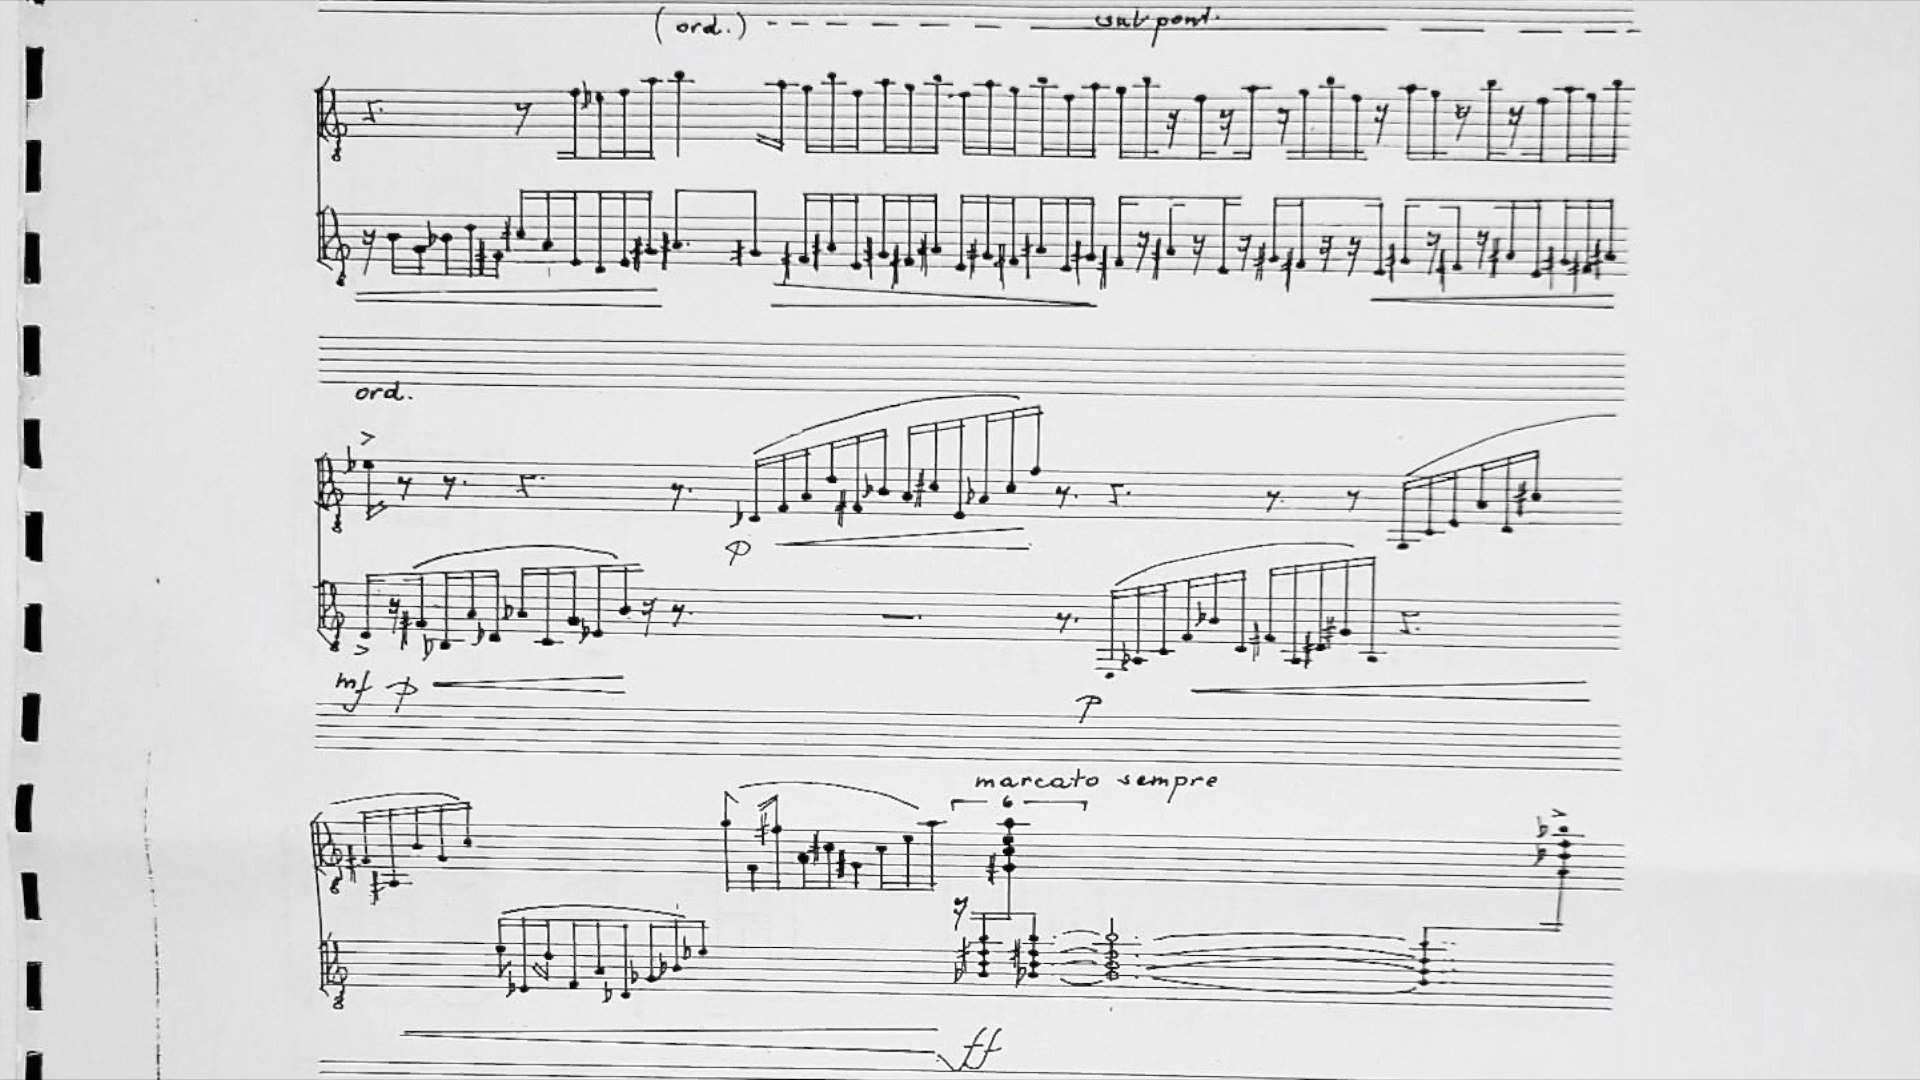 (ord.) sul pont.
ord.
p
mf p
p
marcato sempre
6
ff